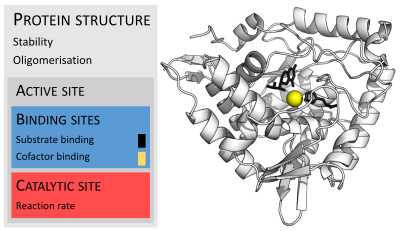 PROTEIN STRUCTURE
Stability
Oligomerisation
ACTIVE SITE
BINDING SITES
Substrate binding
Cofactor binding
CATALYTIC SITE
Reaction rate